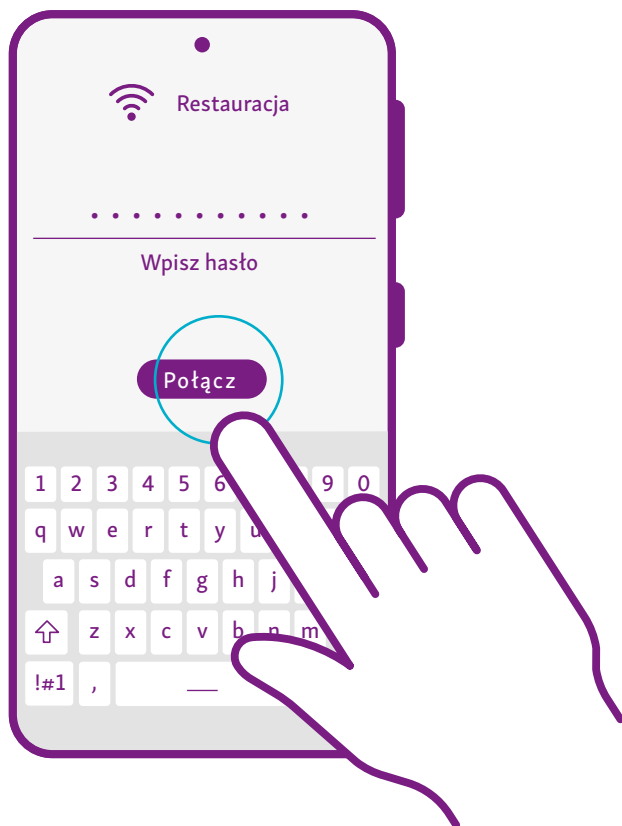 Restauracja
...........
Wpisz hasło
Połącz
1 2 3 4 5 6 9 0
q w e r t y u
a s d f g h j
z x c v b n m
!#1 ,